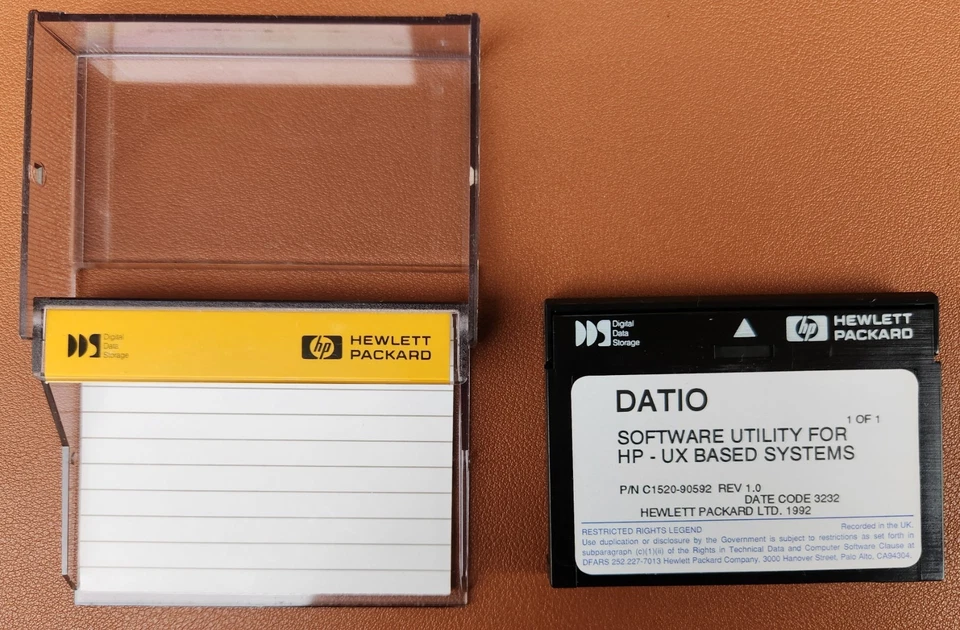 DDS Digital
Data
Storage
hp HEWLETT
PACKARD
DDS Digital
Data
Storage
hp HEWLETT
PACKARD
DATIO
1 OF 1
SOFTWARE UTILITY FOR
HP - UX BASED SYSTEMS
P/N C1520-90592 REV 1.0
DATE CODE 3232
HEWLETT PACKARD LTD. 1992
RESTRICTED RIGHTS LEGEND Recorded in the UK.
Use duplication or disclosure by the Government is subject to restrictions as set forth in
subparagraph (c)(1)(ii) of the Rights in Technical Data and Computer Software Clause at
DFARS 252.227-7013 Hewlett Packard Company, 3000 Hanover Street, Palo Alto, CA94304.